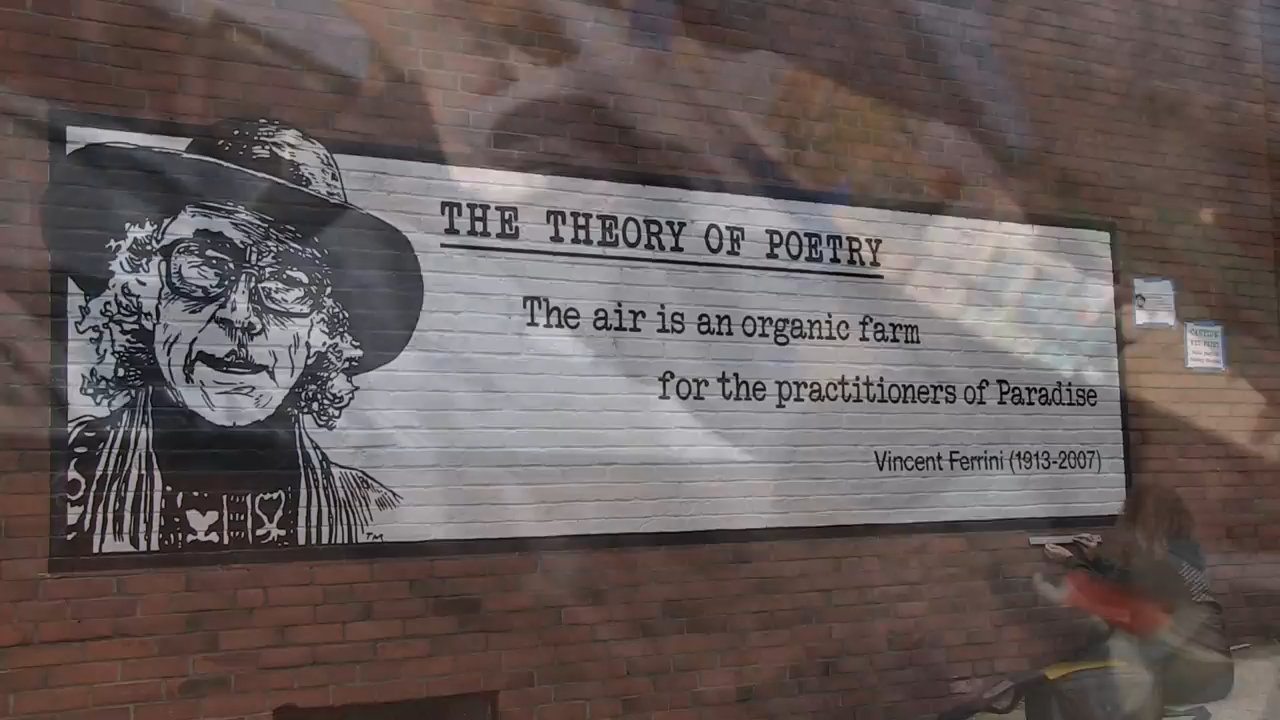 THE THEORY OF POETRY
The air is an organic farm
for the practitioners of Paradise
Vincent Ferrini (1913-2007)
TM